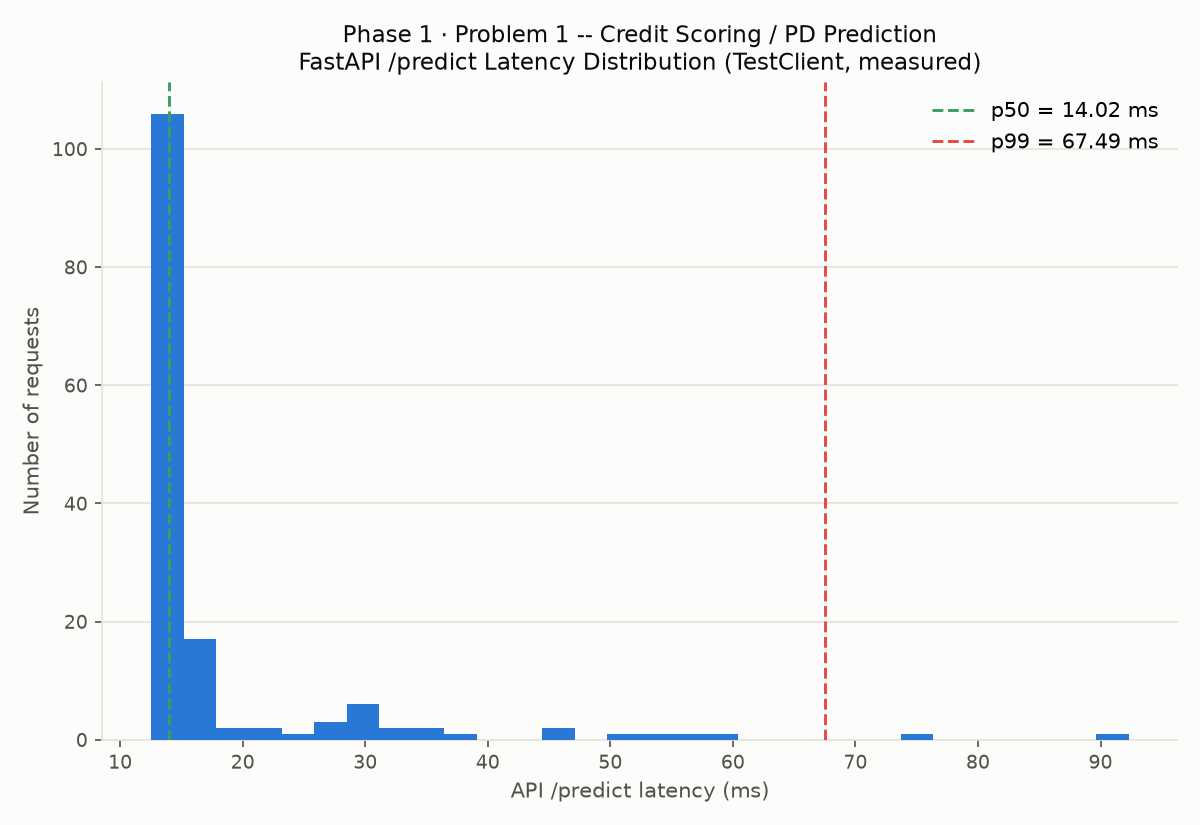 Phase 1 · Problem 1 -- Credit Scoring / PD Prediction
FastAPI /predict Latency Distribution (TestClient, measured)
p50 = 14.02 ms
p99 = 67.49 ms
Number of requests
100
80
60
40
20
0
10 20 30 40 50 60 70 80 90
API /predict latency (ms)